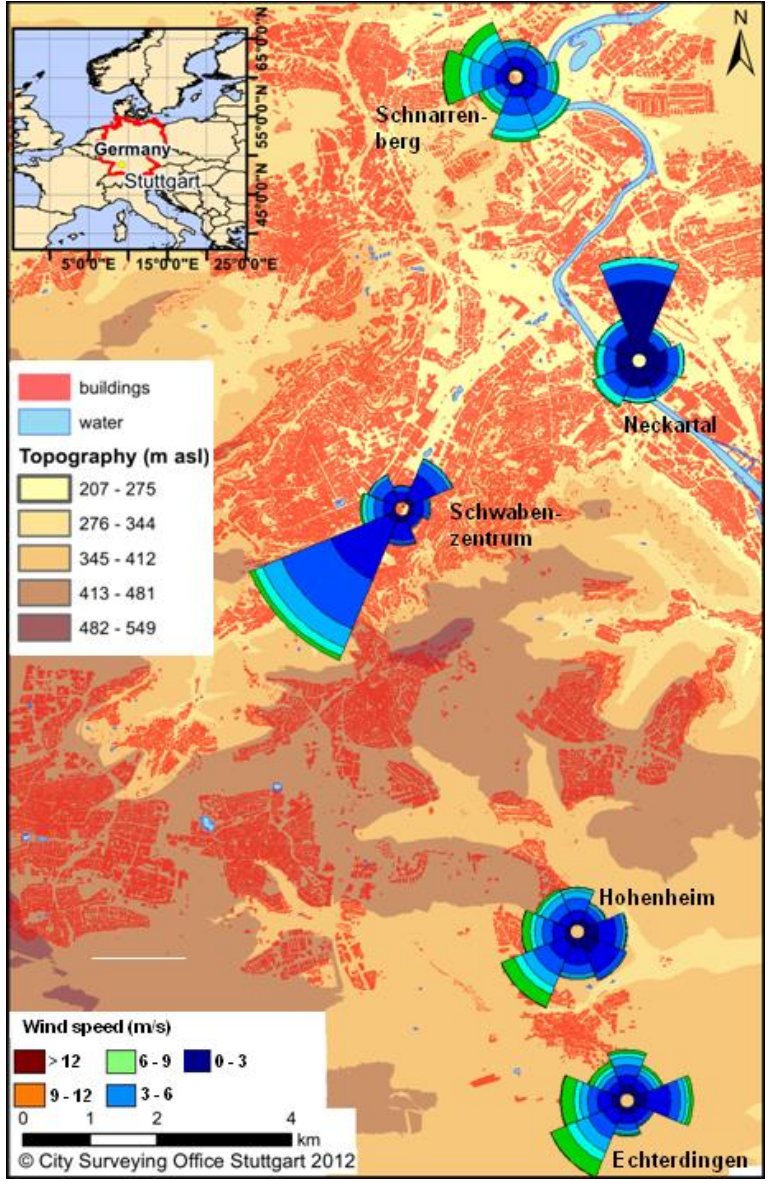 N
65°0'0"N
55°0'0"N
45°0'0"N
Germany
Stuttgart
5°0'0"E 15°0'0"E 25°0'0"E
Schnarren-
berg
buildings
water
Topography (m asl)
207 - 275
276 - 344
345 - 412
413 - 481
482 - 549
Neckartal
Schwaben-
zentrum
Hohenheim
Wind speed (m/s)
> 12 6 - 9 0 - 3
9 - 12 3 - 6
0 1 2 4
km
© City Surveying Office Stuttgart 2012
Echterdingen